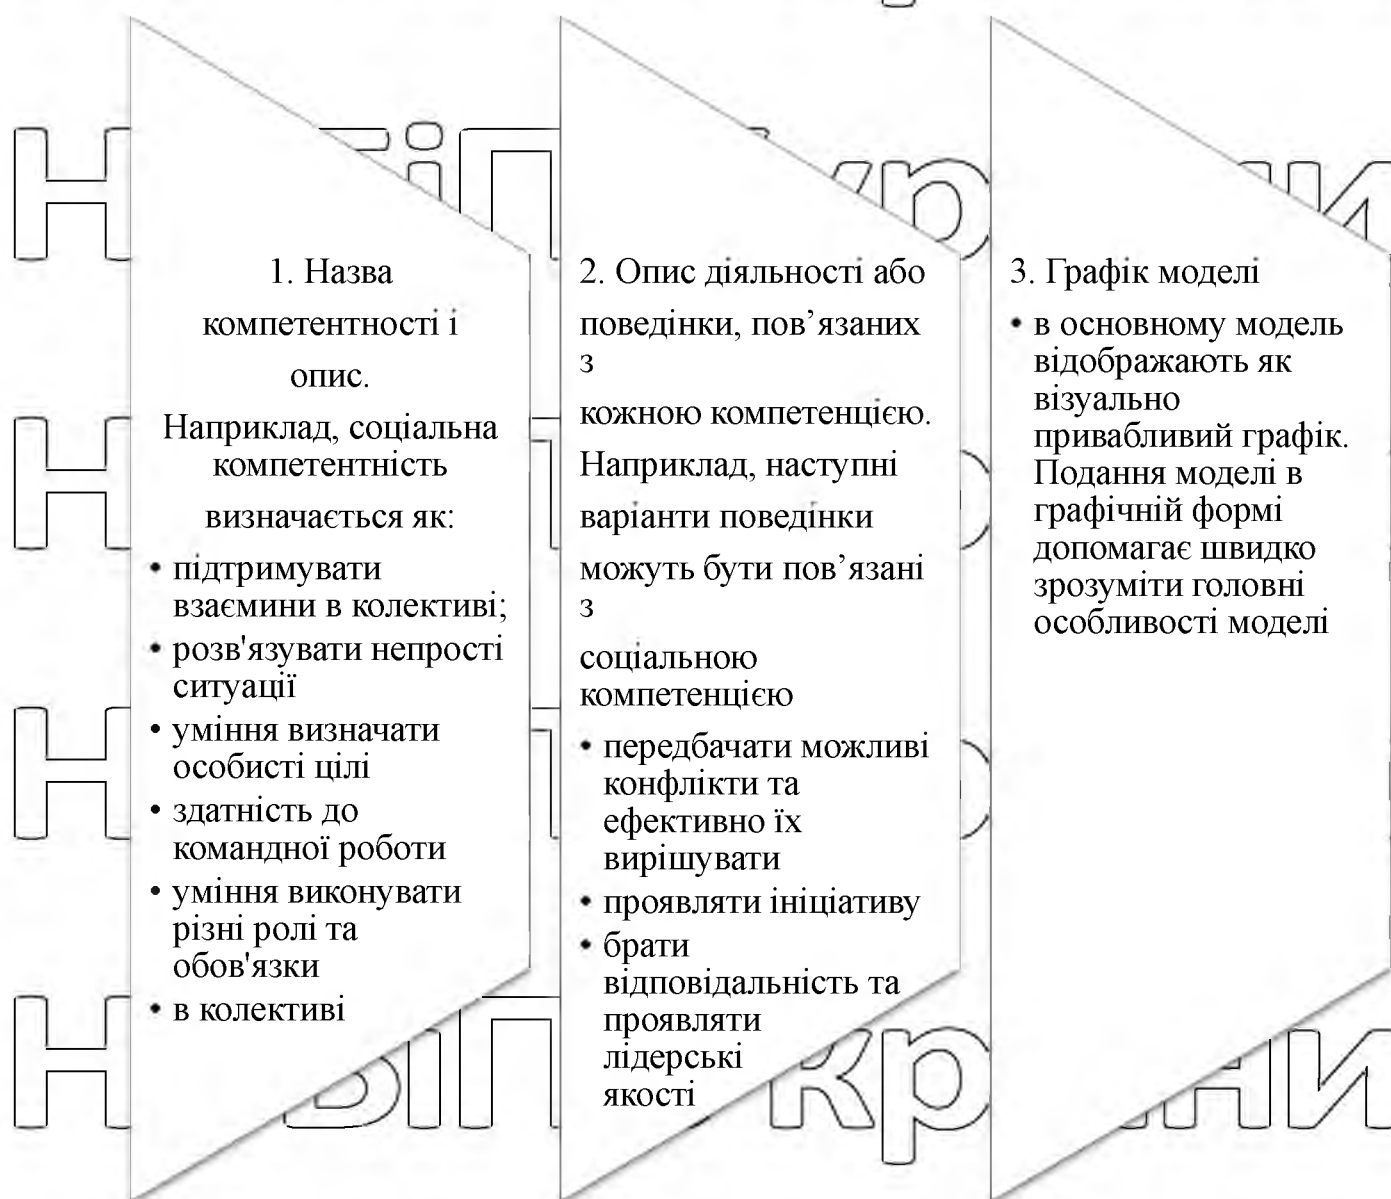 1. Назва
компетентності і
опис.
Наприклад, соціальна
компетентність
визначається як:
• підтримувати
взаємини в колективі;
• розв'язувати непрості
ситуації
• уміння визначати
особисті цілі
• здатність до
командної роботи
• уміння виконувати
різні ролі та
обов'язки
• в колективі
2. Опис діяльності або
поведінки, пов’язаних
з
кожною компетенцією.
Наприклад, наступні
варіанти поведінки
можуть бути пов’язані
з
соціальною
компетенцією
• передбачати можливі
конфлікти та
ефективно їх
вирішувати
• проявляти ініціативу
• брати
відповідальність та
проявляти
лідерські
якості
3. Графік моделі
• в основному модель
відображають як
візуально
привабливий графік.
Подання моделі в
графічній формі
допомагає швидко
зрозуміти головні
особливості моделі